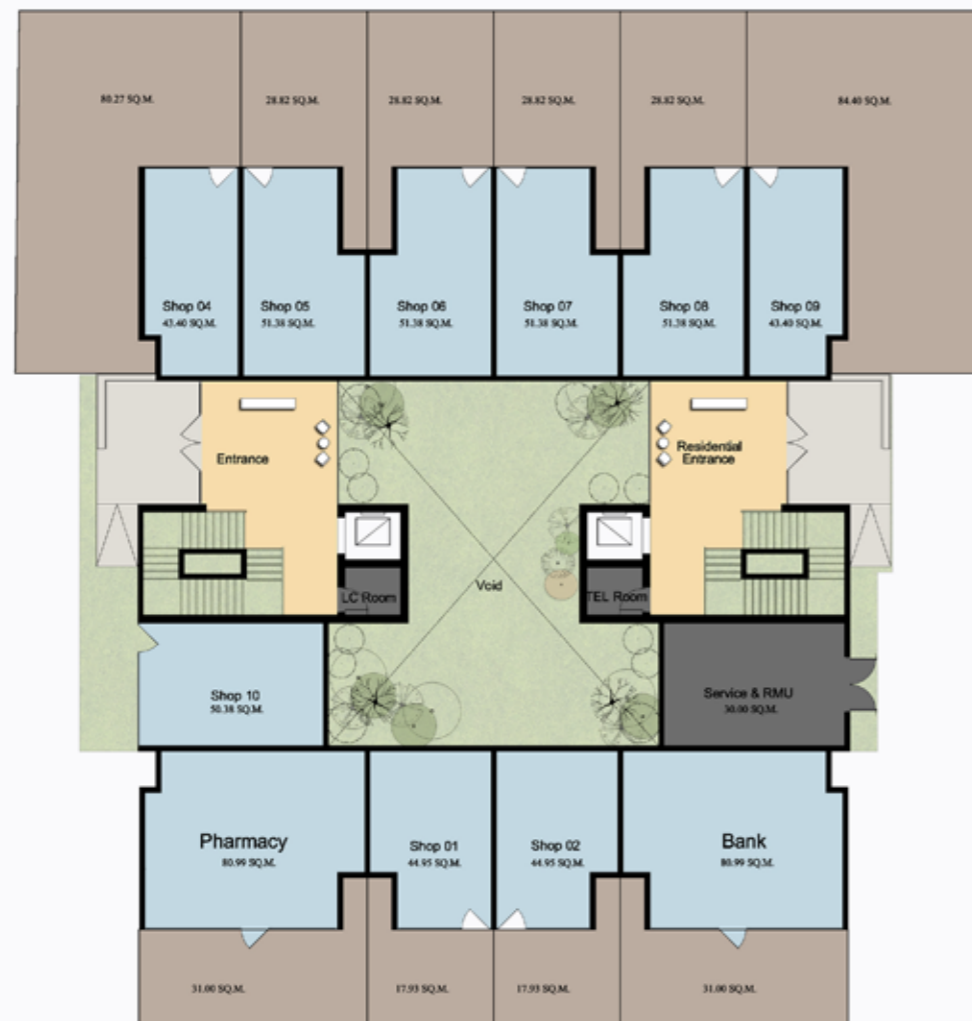 80.27 SQ.M.
28.82 SQ.M.
28.82 SQ.M.
28.82 SQ.M.
28.82 SQ.M.
84.40 SQ.M.
Shop 04
43.40 SQ.M.
Shop 05
51.38 SQ.M.
Shop 06
51.38 SQ.M.
Shop 07
51.38 SQ.M.
Shop 08
51.38 SQ.M.
Shop 09
43.40 SQ.M.
Entrance
Residential
Entrance
Void
LC Room
TEL Room
Shop 10
50.38 SQ.M.
Service & RMU
30.00 SQ.M.
Pharmacy
80.99 SQ.M.
Shop 01
44.95 SQ.M.
Shop 02
44.95 SQ.M.
Bank
80.99 SQ.M.
31.00 SQ.M.
17.93 SQ.M.
17.93 SQ.M.
31.00 SQ.M.